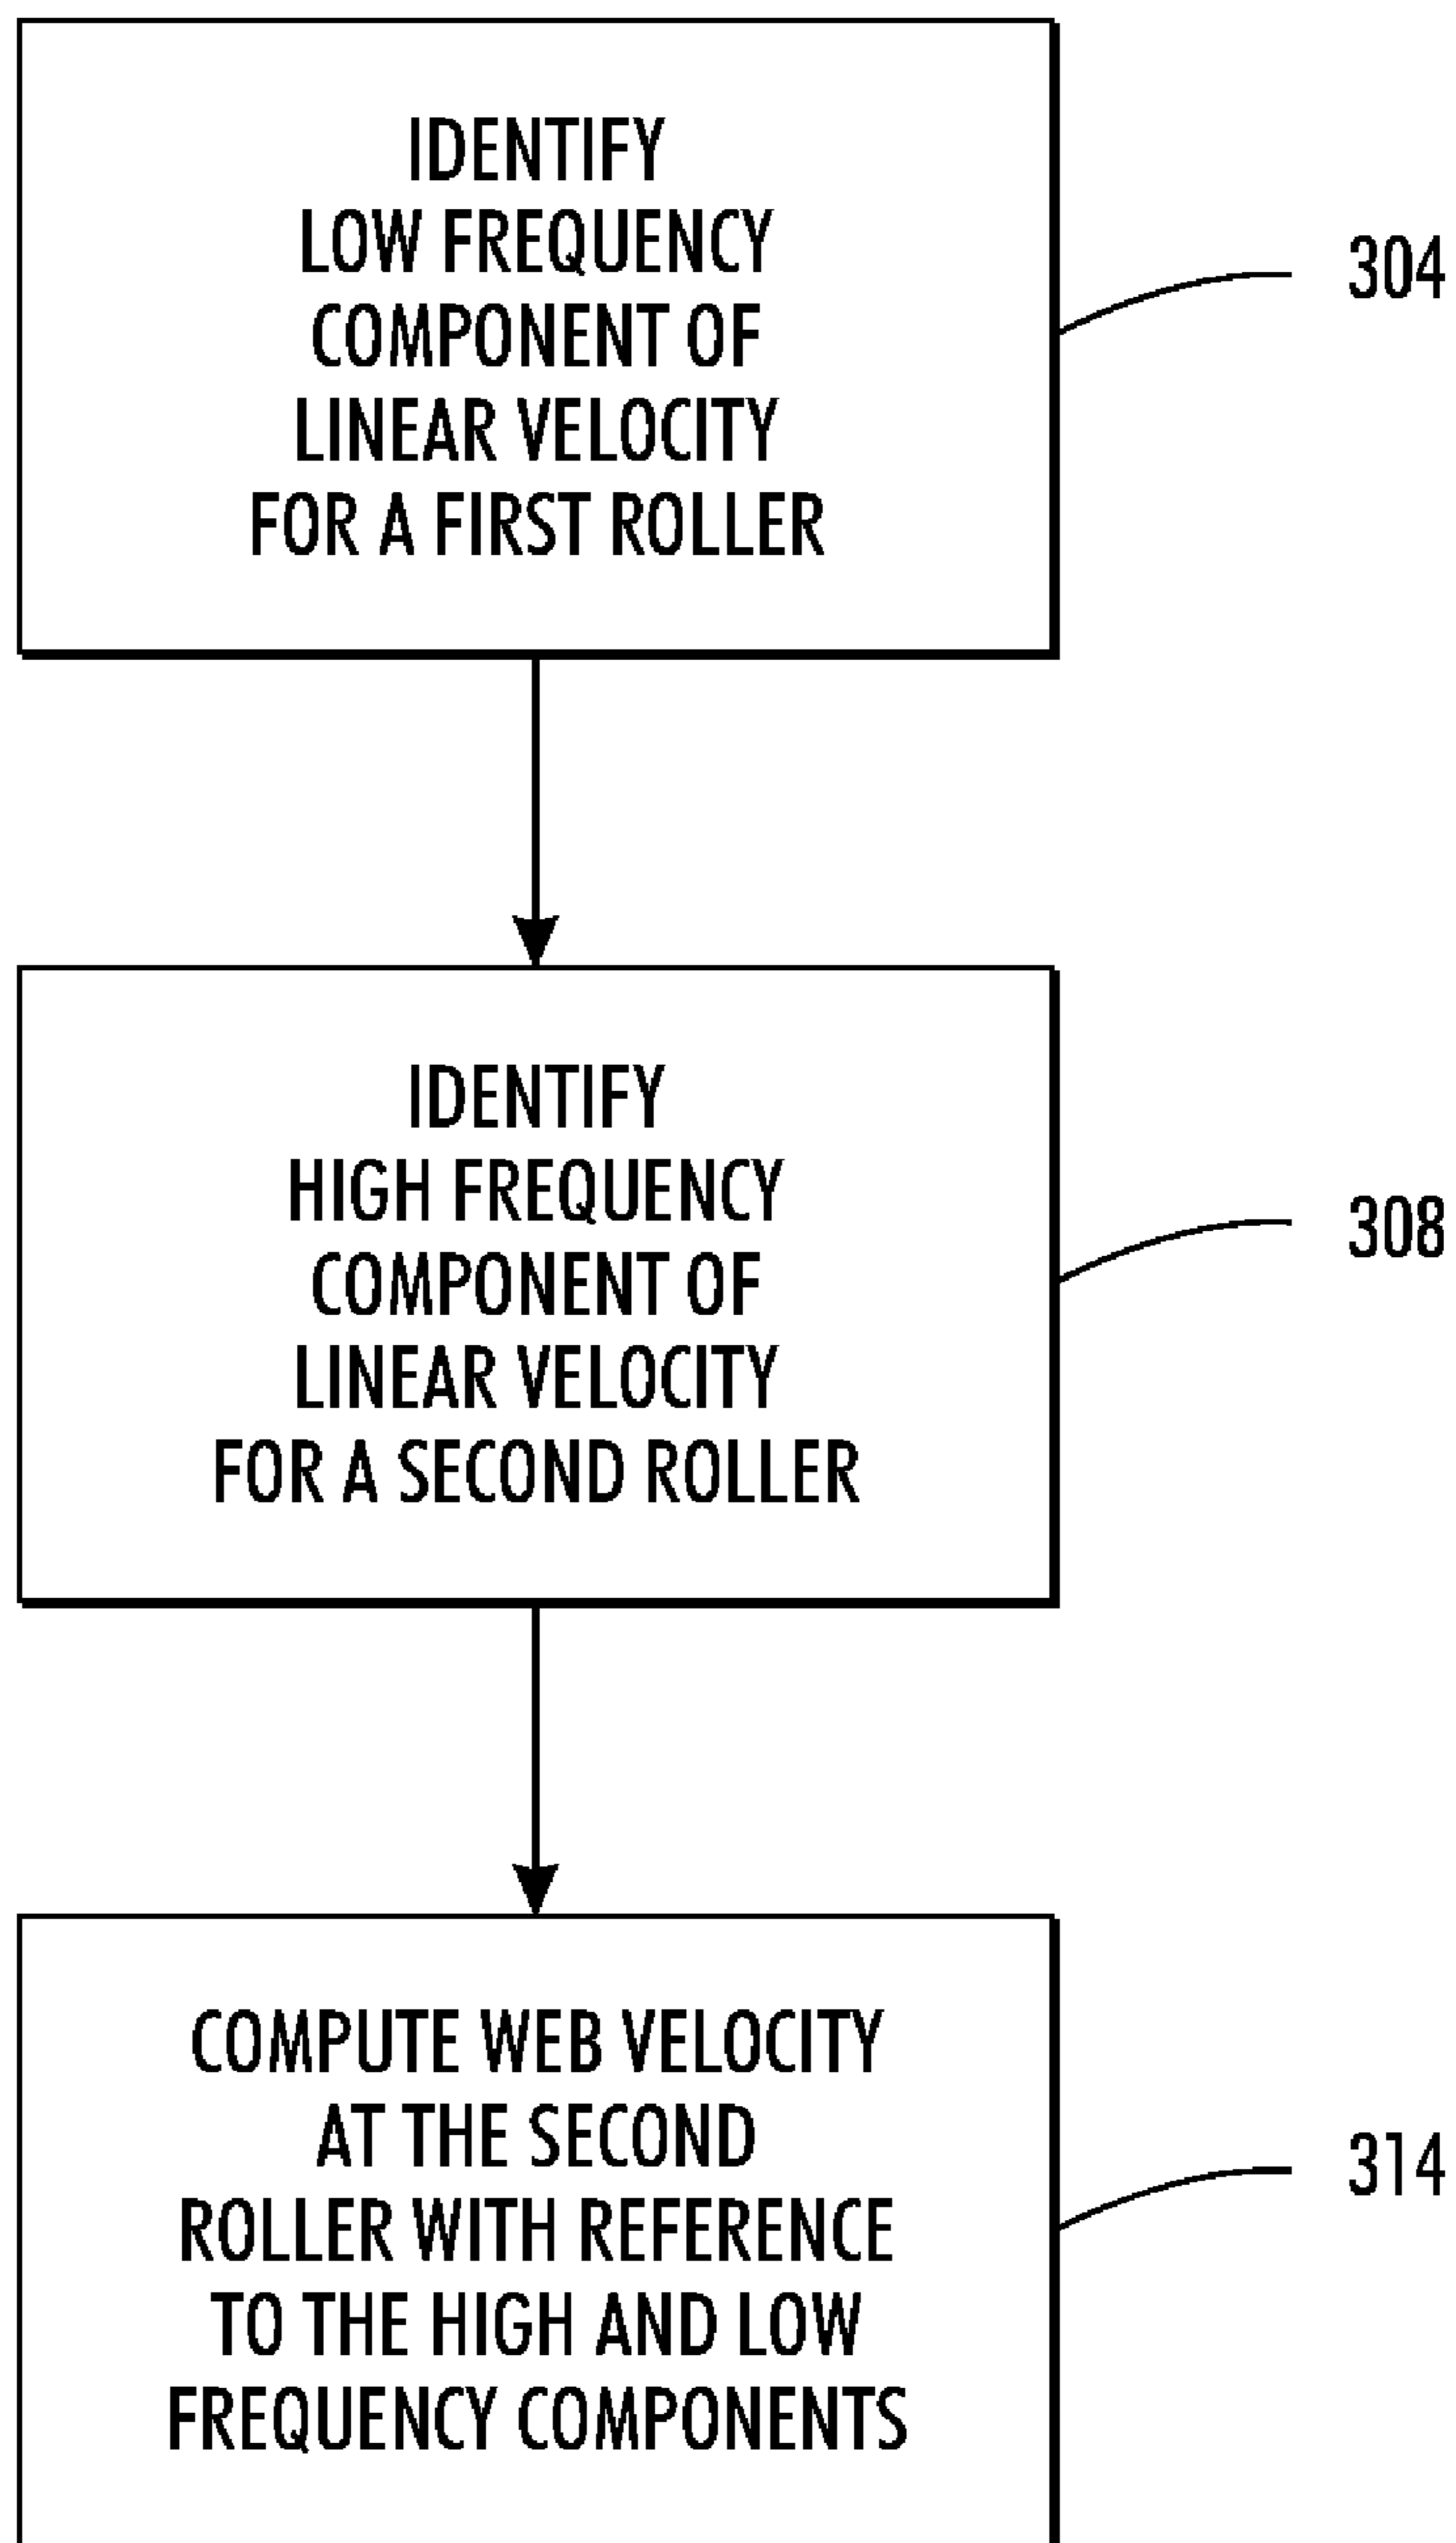 IDENTIFY
LOW FREQUENCY
COMPONENT OF
LINEAR VELOCITY
FOR A FIRST ROLLER
304
IDENTIFY
HIGH FREQUENCY
COMPONENT OF
LINEAR VELOCITY
FOR A SECOND ROLLER
308
COMPUTE WEB VELOCITY
AT THE SECOND
ROLLER WITH REFERENCE
TO THE HIGH AND LOW
FREQUENCY COMPONENTS
314